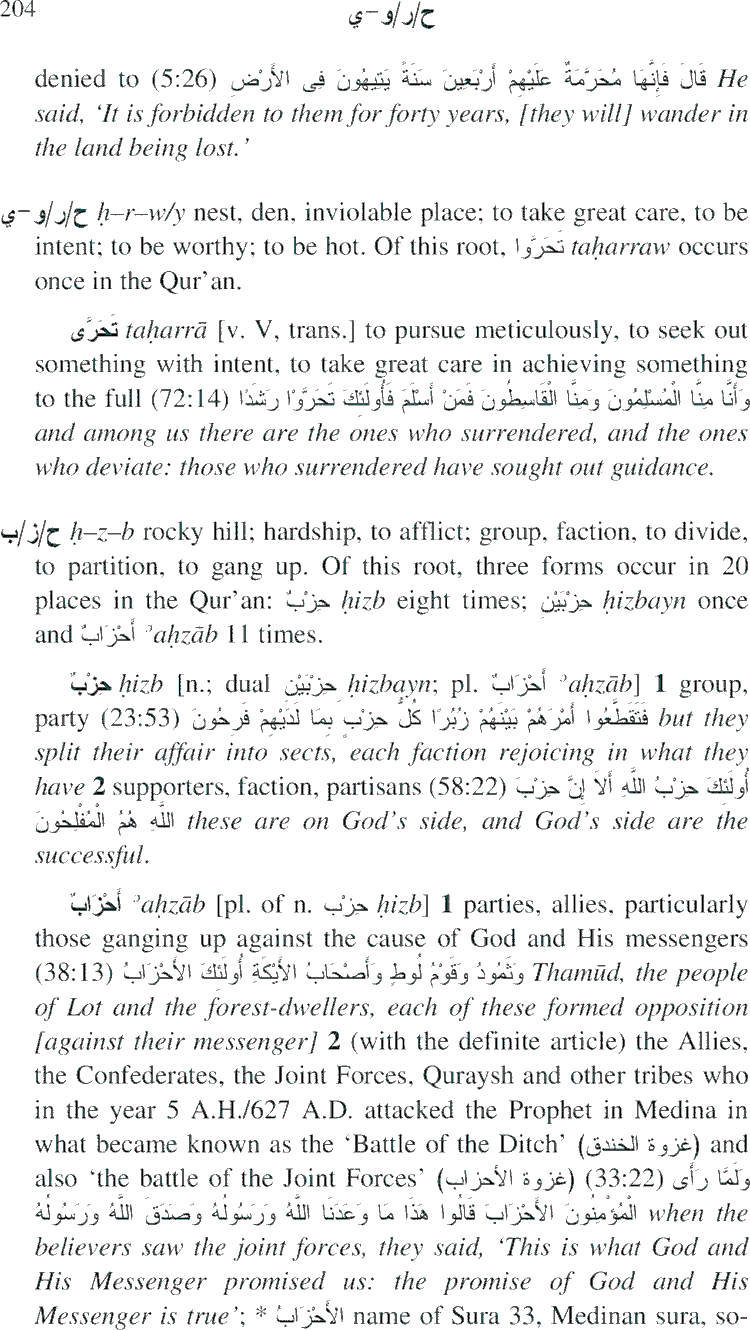 204 ح/ر/و-ي
denied to (5:26) قَالَ فَإِنَّهَا مُحَرَّمَةٌ عَلَيْهِمْ أَرْبَعِينَ سَنَةً يَتِيهُونَ فِى الأَرْضِ He
said, ‘It is forbidden to them for forty years, [they will] wander in
the land being lost.’
ح/ر/و-ي ḥ–r–w/y nest, den, inviolable place; to take great care, to be
intent; to be worthy; to be hot. Of this root, تَحَرَّوا taḥarraw occurs
once in the Qur’an.
تَحَرَّى taḥarrā [v. V, trans.] to pursue meticulously, to seek out
something with intent, to take great care in achieving something
to the full (72:14) وَأَنَّا مِنَّا الْمُسْلِمُونَ وَمِنَّا الْقَاسِطُونَ فَمَنْ أَسْلَمَ فَأُولَئِكَ تَحَرَّوْا رَشَدًا
and among us there are the ones who surrendered, and the ones
who deviate: those who surrendered have sought out guidance.
ح/ز/ب ḥ–z–b rocky hill; hardship, to afflict; group, faction, to divide,
to partition, to gang up. Of this root, three forms occur in 20
places in the Qur’an: حِزْبٌ ḥizb eight times; حِزْبَيْنِ ḥizbayn once
and أَحْزَابٌ ʾaḥzāb 11 times.
حِزْبٌ ḥizb [n.; dual حِزْبَيْنِ ḥizbayn; pl. أَحْزَابٌ ʾaḥzāb] 1 group,
party (23:53) فَتَقَطَّعُوا أَمْرَهُمْ بَيْنَهُمْ زُبُرًا كُلُّ حِزْبٍ بِمَا لَدَيْهِمْ فَرِحُونَ but they
split their affair into sects, each faction rejoicing in what they
have 2 supporters, faction, partisans (58:22) أُولَئِكَ حِزْبُ اللَّهِ أَلاَ إِنَّ حِزْبَ
اللَّهِ هُمُ الْمُفْلِحُونَ these are on God’s side, and God’s side are the
successful.
أَحْزَابٌ ʾaḥzāb [pl. of n. حِزْب ḥizb] 1 parties, allies, particularly
those ganging up against the cause of God and His messengers
(38:13) وَثَمُودُ وَقَوْمُ لُوطٍ وَأَصْحَابُ الأَيْكَةِ أُولَئِكَ الأَحْزَابُ Thamūd, the people
of Lot and the forest-dwellers, each of these formed opposition
[against their messenger] 2 (with the definite article) the Allies,
the Confederates, the Joint Forces, Quraysh and other tribes who
in the year 5 A.H./627 A.D. attacked the Prophet in Medina in
what became known as the ‘Battle of the Ditch’ (غزوة الخندق) and
also ‘the battle of the Joint Forces’ (غزوة الأحزاب) (33:22) وَلَمَّا رَأَى
الْمُؤْمِنُونَ الأَحْزَابَ قَالُوا هَذَا مَا وَعَدَنَا اللَّهُ وَرَسُولُهُ وَصَدَقَ اللَّهُ وَرَسُولُهُ when the
believers saw the joint forces, they said, ‘This is what God and
His Messenger promised us: the promise of God and His
Messenger is true’; * الأَحْزَابُ name of Sura 33, Medinan sura, so-